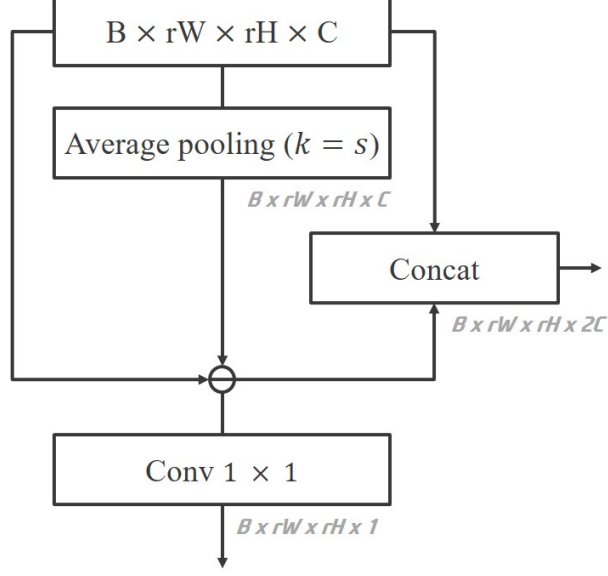 B × rW × rH × C
Average pooling (k = s)
B x rW x rH x C
Concat
B x rW x rH x 2C
Conv 1 × 1
B x rW x rH x 1